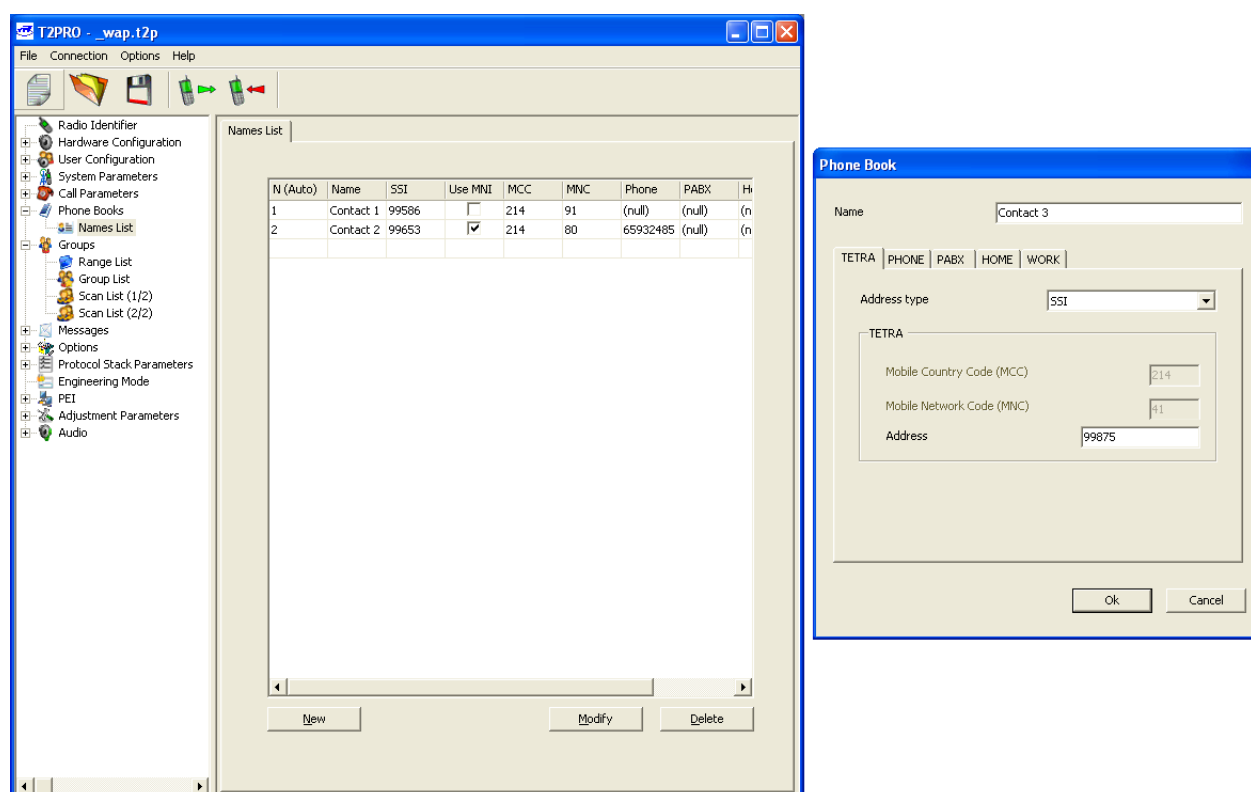 T2PRO - _wap.t2p
File Connection Options Help
Radio Identifier
Hardware Configuration
User Configuration
System Parameters
Call Parameters
Phone Books
Names List
Groups
Range List
Group List
Scan List (1/2)
Scan List (2/2)
Messages
Options
Protocol Stack Parameters
Engineering Mode
PEI
Adjustment Parameters
Audio
Names List
N (Auto) Name SSI Use MNI MCC MNC Phone PABX H
1 Contact 1 99586 214 91 (null) (null) (n
2 Contact 2 99653 214 80 65932485 (null) (n
New Modify Delete
Phone Book
Name Contact 3
TETRA PHONE PABX HOME WORK
Address type SSI
TETRA
Mobile Country Code (MCC) 214
Mobile Network Code (MNC) 41
Address 99875
Ok Cancel